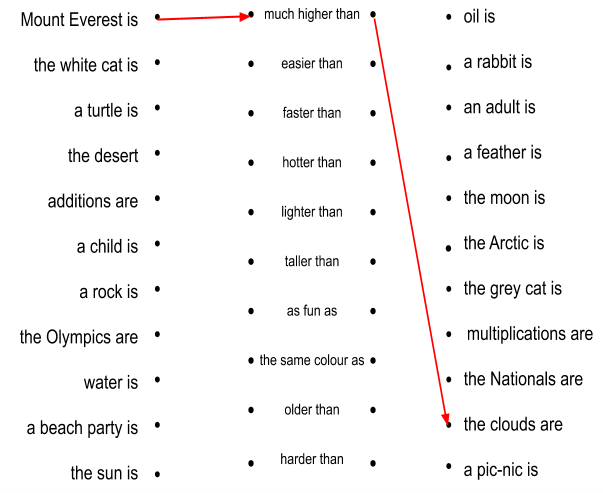 Mount Everest is
the white cat is
a turtle is
the desert
additions are
a child is
a rock is
the Olympics are
water is
a beach party is
the sun is
much higher than
easier than
faster than
hotter than
lighter than
taller than
as fun as
the same colour as
older than
harder than
oil is
a rabbit is
an adult is
a feather is
the moon is
the Arctic is
the grey cat is
multiplications are
the Nationals are
the clouds are
a pic-nic is